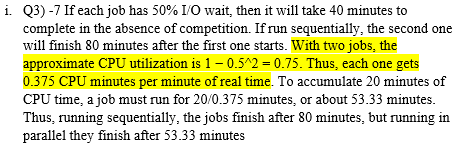 i. Q3) -7 If each job has 50% I/O wait, then it will take 40 minutes to
complete in the absence of competition. If run sequentially, the second one
will finish 80 minutes after the first one starts. With two jobs, the
approximate CPU utilization is 1 – 0.5^2 = 0.75. Thus, each one gets
0.375 CPU minutes per minute of real time. To accumulate 20 minutes of
CPU time, a job must run for 20/0.375 minutes, or about 53.33 minutes.
Thus, running sequentially, the jobs finish after 80 minutes, but running in
parallel they finish after 53.33 minutes